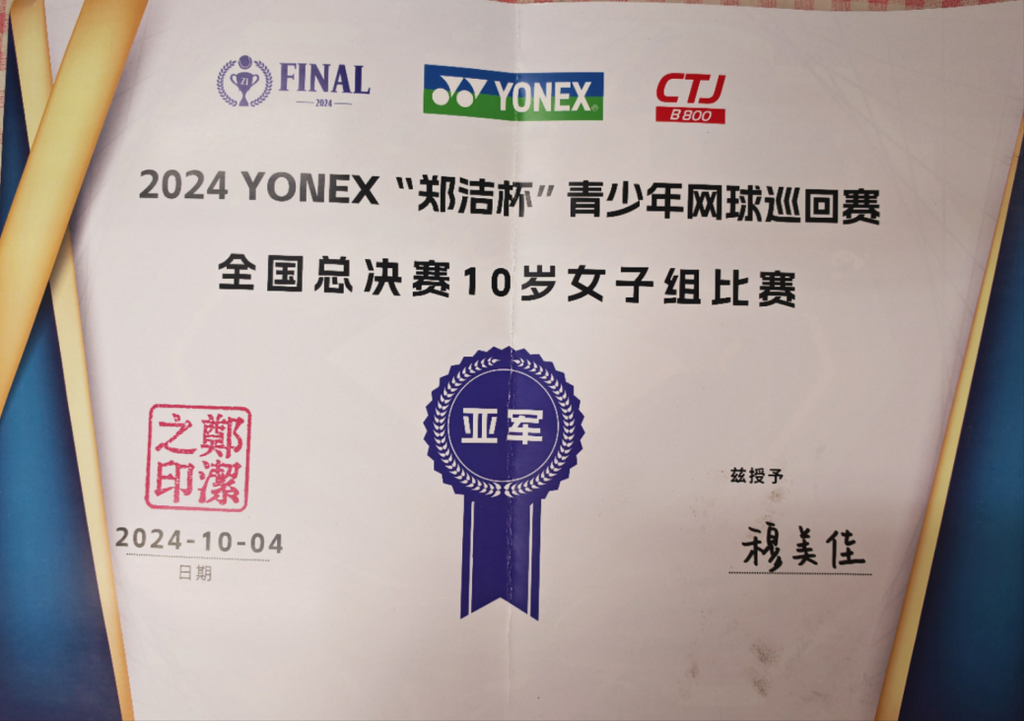 FINAL
2024
YONEX
CTJ
B 800
2024 YONEX “郑洁杯”青少年网球巡回赛
全国总决赛10岁女子组比赛
亚军
鄭潔之印
兹授予
穆美佳
2024-10-04
日期